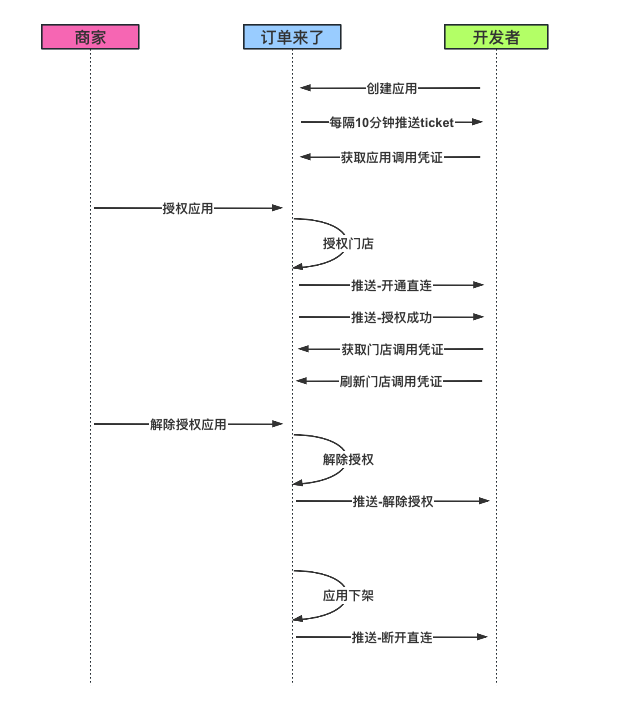 商家
订单来了
开发者
创建应用
每隔10分钟推送ticket
获取应用调用凭证
授权应用
授权门店
推送-开通直连
推送-授权成功
获取门店调用凭证
刷新门店调用凭证
解除授权应用
解除授权
推送-解除授权
应用下架
推送-断开直连